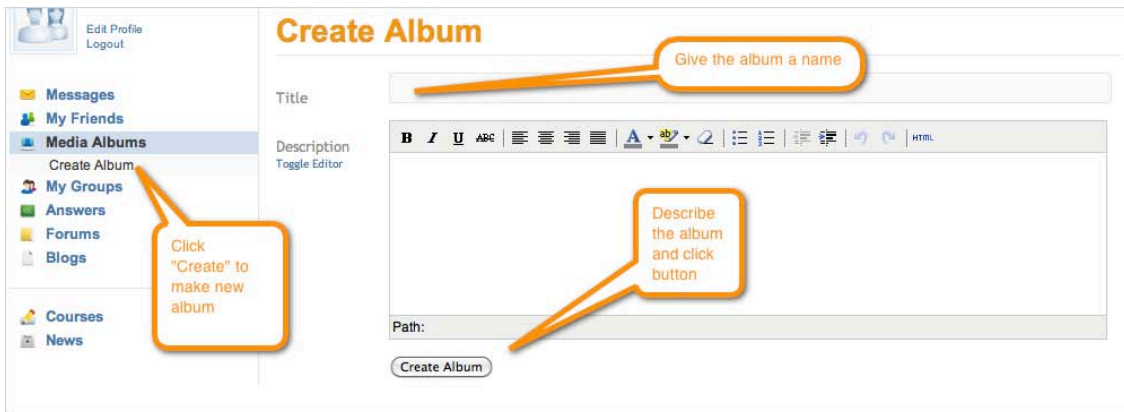 Edit Profile
Logout
Messages
My Friends
Media Albums
Create Album
My Groups
Answers
Forums
Blogs
Courses
News
Click
"Create" to
make new
album
Create Album
Give the album a name
Title
Description
Toggle Editor
B I U ABC A ab HTML
Describe
the album
and click
button
Path:
Create Album